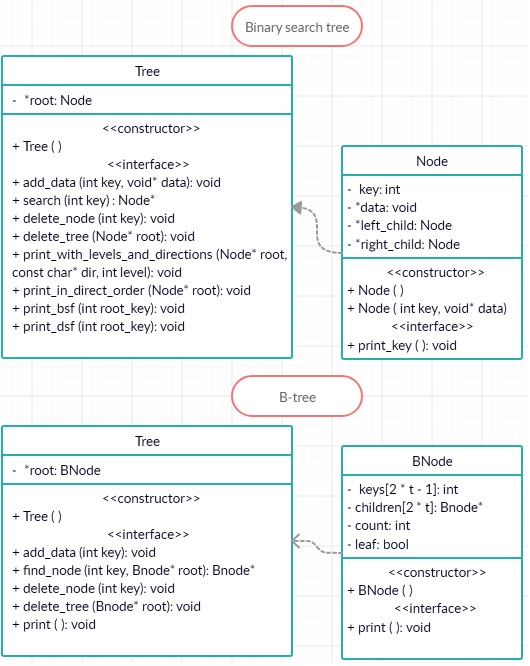 Binary search tree
Tree
- *root: Node
<<constructor>>
+ Tree ( )
<<interface>>
+ add_data (int key, void* data): void
+ search (int key) : Node*
+ delete_node (int key): void
+ delete_tree (Node* root): void
+ print_with_levels_and_directions (Node* root,
const char* dir, int level): void
+ print_in_direct_order (Node* root): void
+ print_bsf (int root_key): void
+ print_dsf (int root_key): void
Node
- key: int
- *data: void
- *left_child: Node
- *right_child: Node
<<constructor>>
+ Node ( )
+ Node ( int key, void* data)
<<interface>>
+ print_key ( ): void
B-tree
Tree
- *root: BNode
<<constructor>>
+ Tree ( )
<<interface>>
+ add_data (int key): void
+ find_node (int key, Bnode* root): Bnode*
+ delete_node (int key): void
+ delete_tree (Bnode* root): void
+ print ( ): void
BNode
- keys[2 * t - 1]: int
- children[2 * t]: Bnode*
- count: int
- leaf: bool
<<constructor>>
+ BNode ( )
<<interface>>
+ print ( ): void